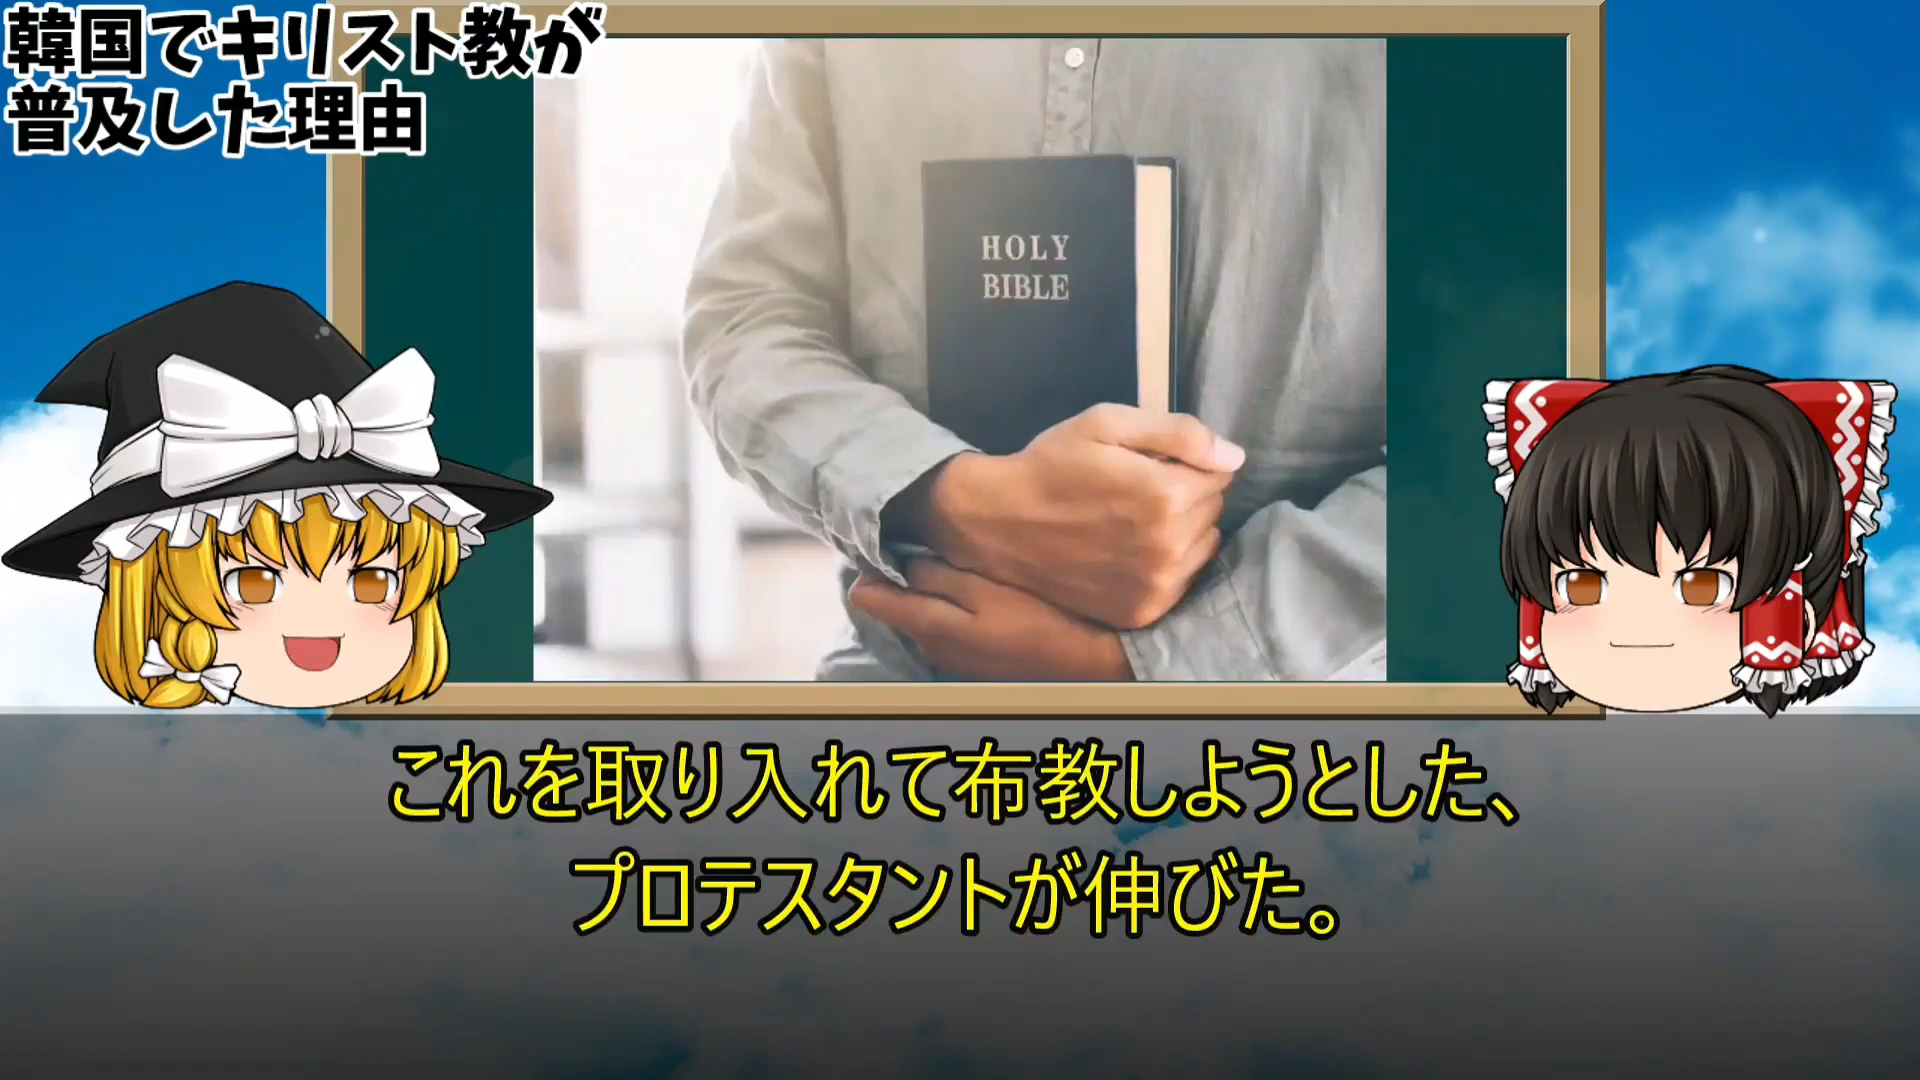 韓国でキリスト教が
普及した理由
HOLY
BIBLE
これを取り入れて布教しようとした、
プロテスタントが伸びた。